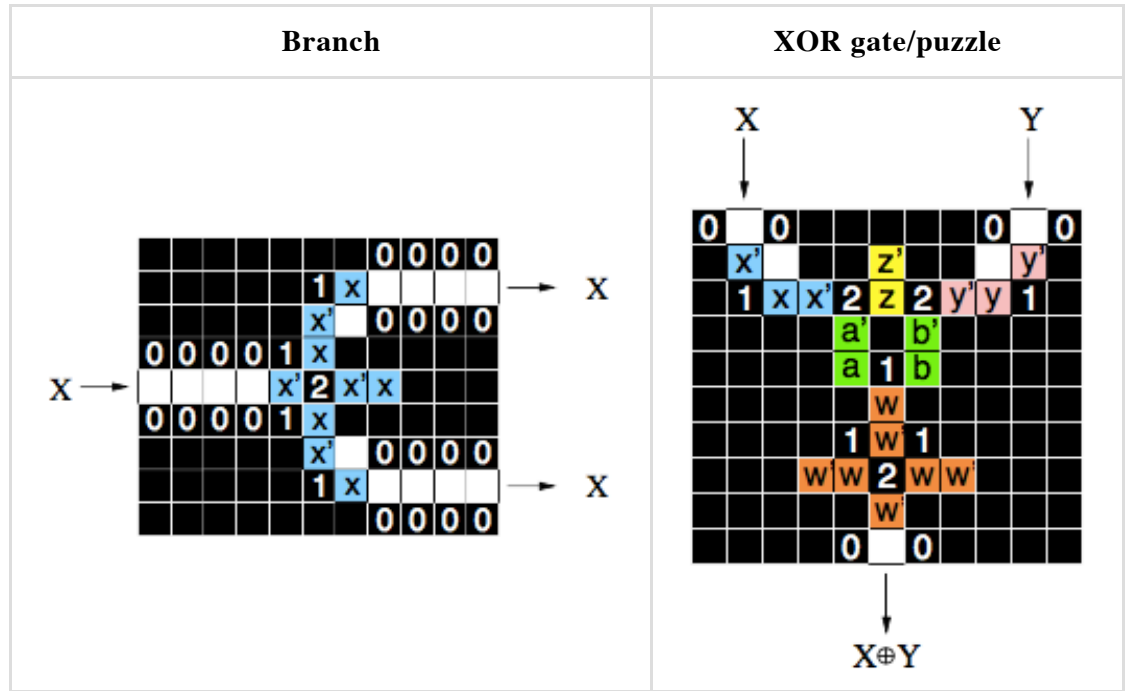 Branch
0 0 0 0
1 x X
x' 0 0 0 0
0 0 0 0 1 x
X x' 2 x' x
0 0 0 0 1 x
x' 0 0 0 0
1 x X
0 0 0 0
XOR gate/puzzle
X Y
0 0 0 0
x' z' y'
1 x x' 2 z 2 y' y 1
a' b'
a 1 b
w
1 w' 1
w' w 2 w w'
w'
0 0
X⊕Y